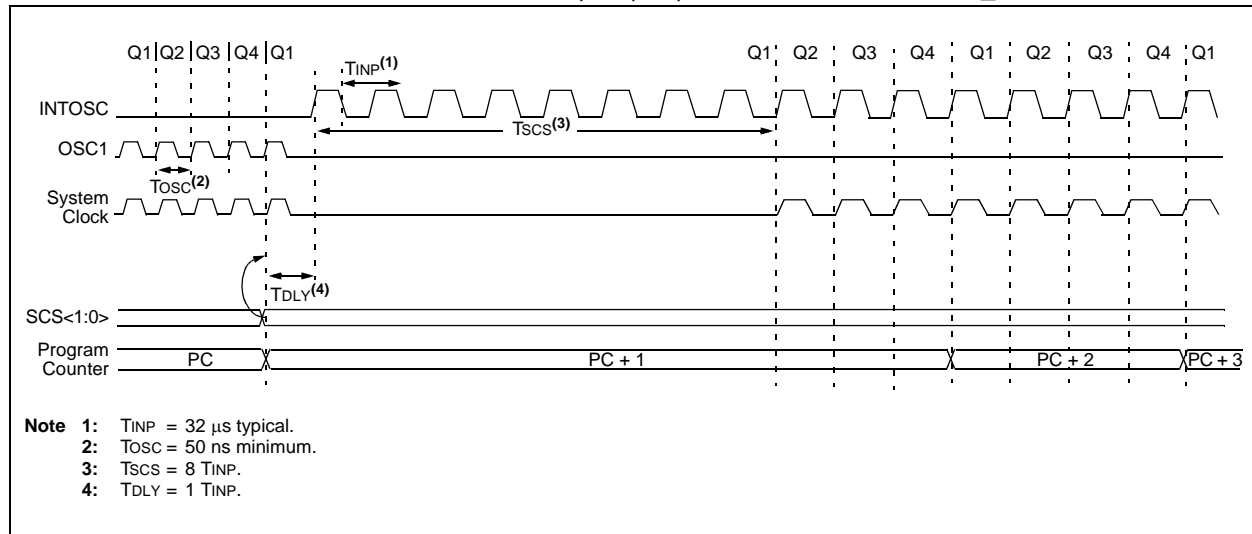 Q1 Q2 Q3 Q4 Q1 Q1 Q2 Q3 Q4 Q1 Q2 Q3 Q4 Q1
TINP(1)
INTOSC
TSCS(3)
OSC1
TOSC(2)
System
Clock
TDLY(4)
SCS<1:0>
Program
Counter
PC PC + 1 PC + 2 PC + 3
Note 1: TINP = 32 μs typical.
2: TOSC = 50 ns minimum.
3: TSCS = 8 TINP.
4: TDLY = 1 TINP.